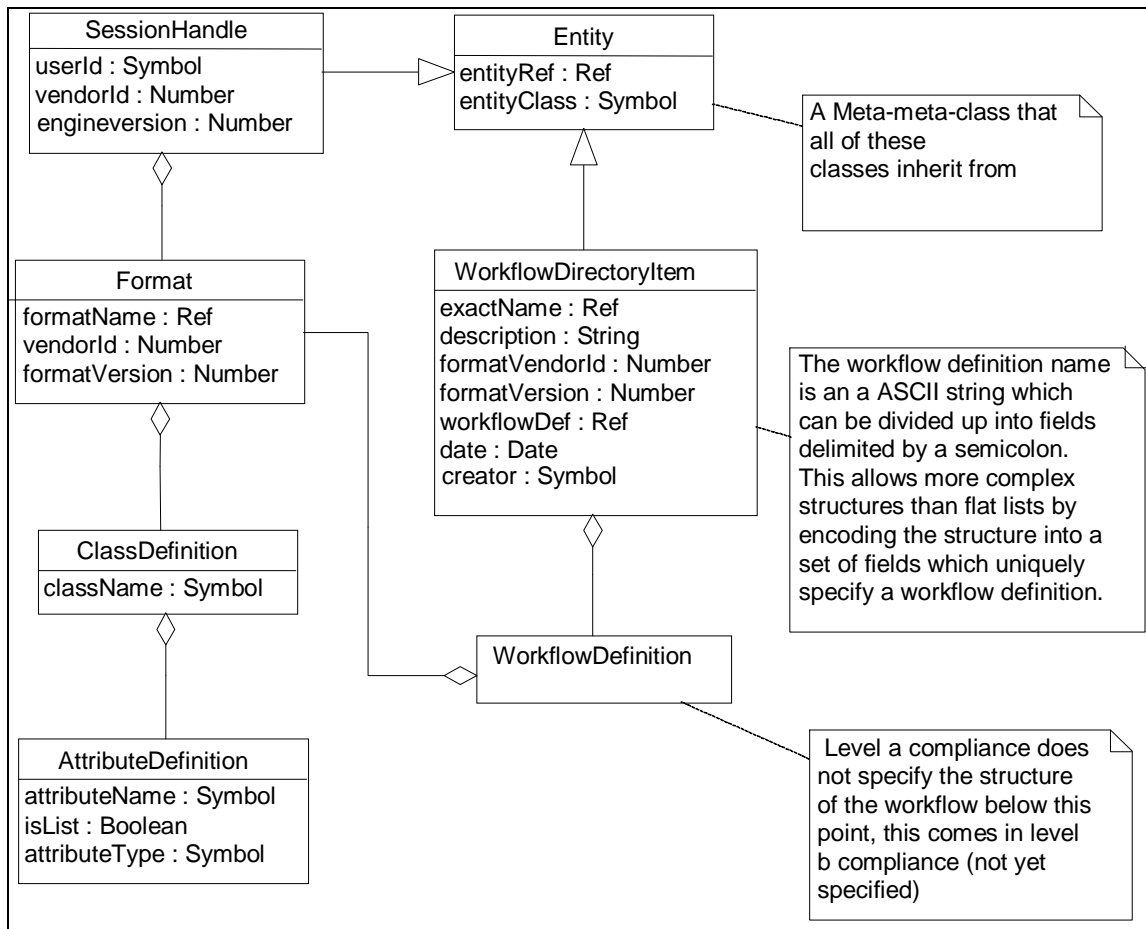 SessionHandle
userId : Symbol
vendorId : Number
engineversion : Number
Entity
entityRef : Ref
entityClass : Symbol
A Meta-meta-class that
all of these
classes inherit from
Format
formatName : Ref
vendorId : Number
formatVersion : Number
WorkflowDirectoryItem
exactName : Ref
description : String
formatVendorId : Number
formatVersion : Number
workflowDef : Ref
date : Date
creator : Symbol
The workflow definition name
is an a ASCII string which
can be divided up into fields
delimited by a semicolon.
This allows more complex
structures than flat lists by
encoding the structure into a
set of fields which uniquely
specify a workflow definition.
ClassDefinition
className : Symbol
WorkflowDefinition
AttributeDefinition
attributeName : Symbol
isList : Boolean
attributeType : Symbol
Level a compliance does
not specify the structure
of the workflow below this
point, this comes in level
b compliance (not yet
specified)